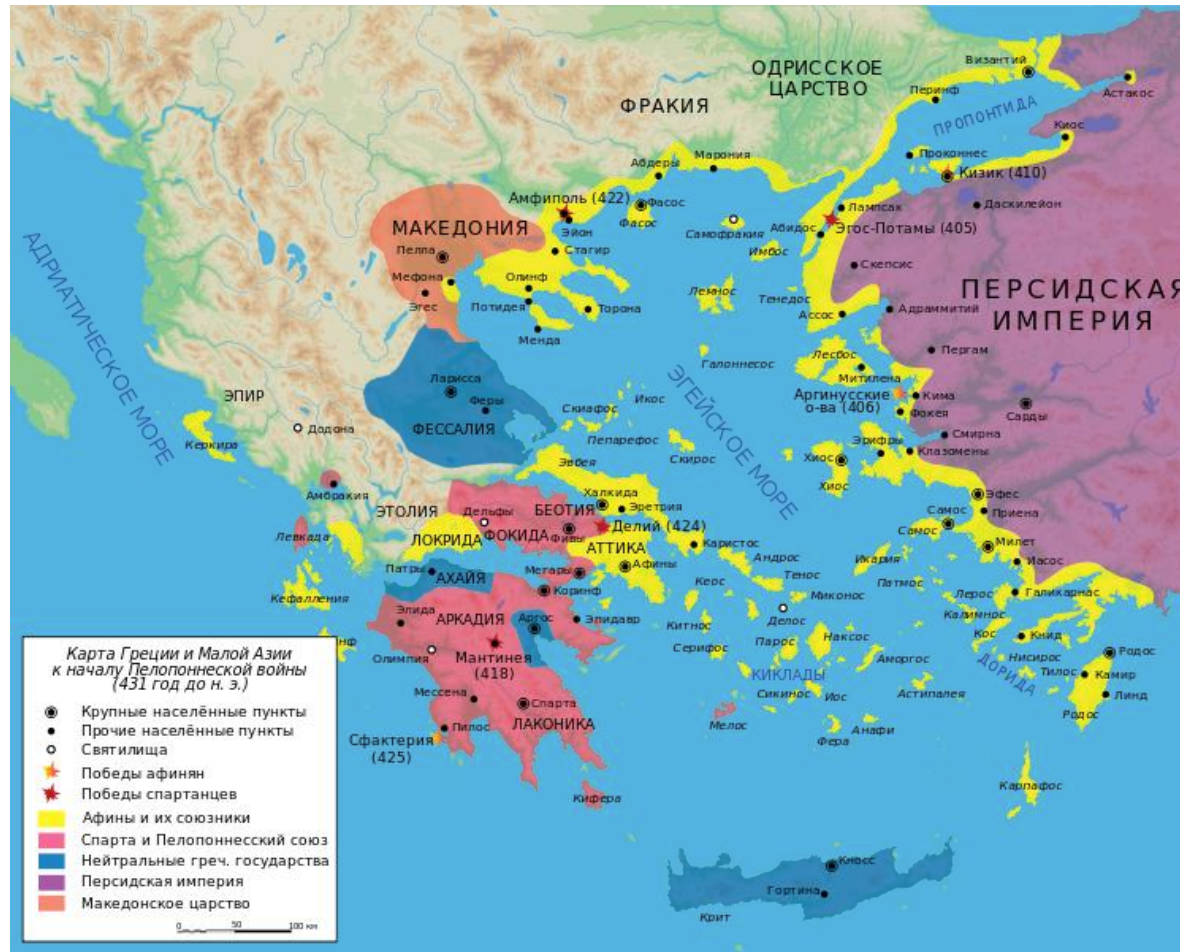 ОДРИССКОЕ
ЦАРСТВО
ФРАКИЯ
Византий
Перинф
Астакос
ПРОПОНТИДА
Киос
Проконнес
Кизик (410)
Марония
Абдеры
Амфиполь (422)
Эйон
Фасос
Фасос
Самофракия
Имбос
Лампсак
Абидос
Эгос-Потамы (405)
Даскилейон
МАКЕДОНИЯ
Пелла
Стагир
Мефона
Олинф
Эгес
Потидея
Торона
Менда
Лемнос
Тенедос
Скепсис
ПЕРСИДСКАЯ
ИМПЕРИЯ
Ассос
Адраммитий
АДРИАТИЧЕСКОЕ МОРЕ
Галоннесос
ЭГЕЙСКОЕ МОРЕ
Лесбос
Митилена
Пергам
Аргинусские
о-ва (406)
Кима
Фокея
Сарды
ЭПИР
Керкира
Додона
Ларисса
Феры
ФЕССАЛИЯ
Скиафос
Икос
Пепарефос
Скирос
Эвбея
Смирна
Эрифры
Клазомены
Хиос
Хиос
Амбракия
ЭТОЛИЯ
Левкада
Дельфы
БЕОТИЯ
Халкида
Эретрия
ФОКИДА
Фивы
Делий (424)
ЛОКРИДА
АТТИКА
Афины
Каристос
Эфес
Самос
Самос
Приена
Милет
Иасос
Патры
АХАЙЯ
Мегары
Коринф
Андрос
Тенос
Миконос
Кеос
Икария
Патмос
Лерос
Галикарнас
Калимнос
Кефалления
Элида
АРКАДИЯ
Аргос
Эпидавр
Китнос
Делос
Серифос
Парос
Наксос
Кос
Книд
Нисирос
Родос
Тилос
Камир
Линд
Родос
ДОРИДА
нф
Олимпия
Мантинея
(418)
Аморгос
КИКЛАДЫ
Сикинос
Иос
Астипалея
Мессена
Спарта
ЛАКОНИКА
Пилос
Сфактерия
(425)
Мелос
Фера
Анафи
Карпафос
Кифера
Кносс
Гортина
Крит
Карта Греции и Малой Азии
к началу Пелопоннеской войны
(431 год до н. э.)
Крупные населённые пункты
Прочие населённые пункты
Святилища
Победы афинян
Победы спартанцев
Афины и их союзники
Спарта и Пелопоннесский союз
Нейтральные греч. государства
Персидская империя
Македонское царство
0 50 100 км